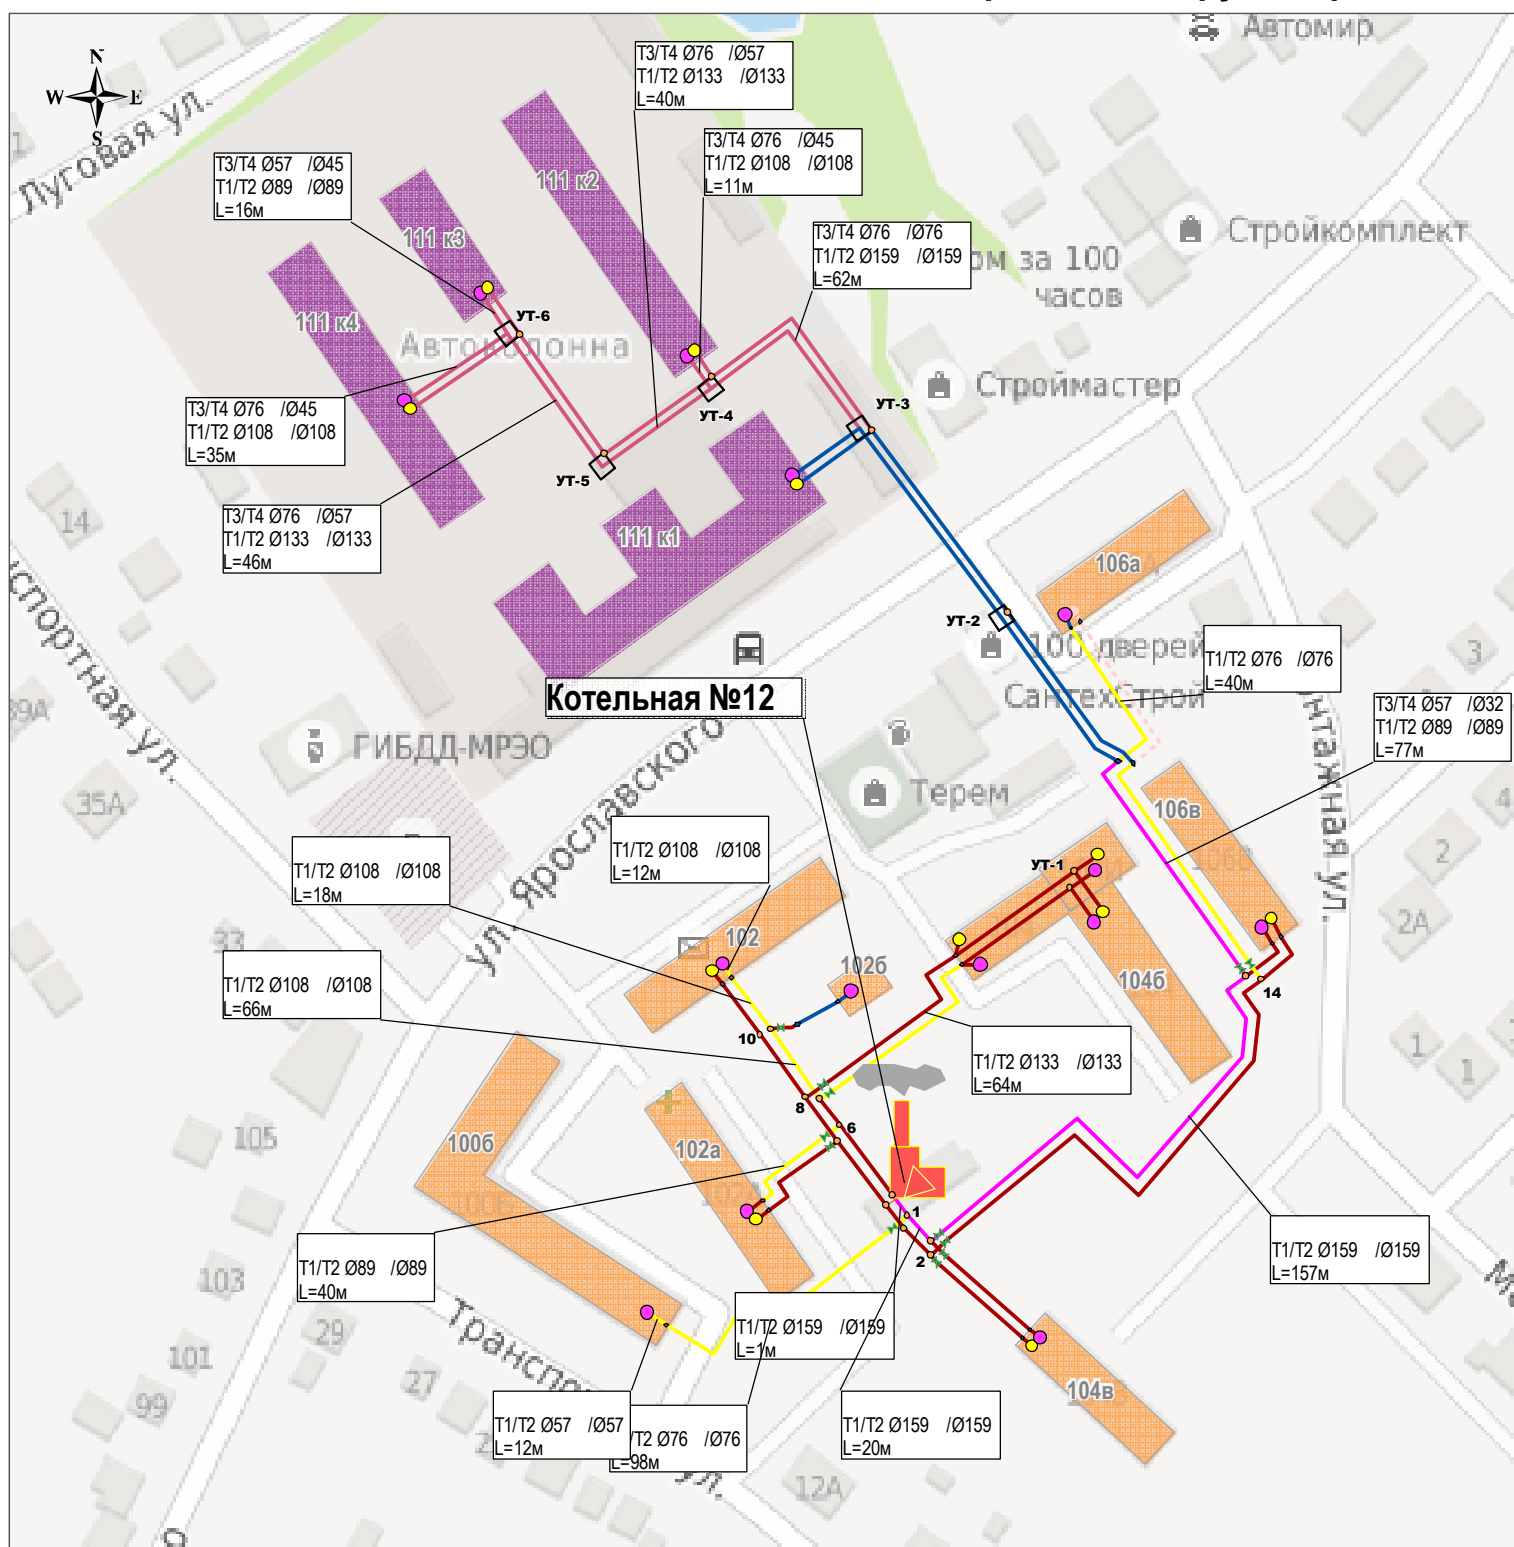 Автомир
N
W E
S
1
Луговая ул.
Т3/Т4 Ø76 /Ø57
Т1/Т2 Ø133 /Ø133
L=40м
Т3/Т4 Ø76 /Ø45
Т1/Т2 Ø108 /Ø108
L=11м
Т3/Т4 Ø57 /Ø45
Т1/Т2 Ø89 /Ø89
L=16м
111 к2
111 к3
Т3/Т4 Ø76 /Ø76
Т1/Т2 Ø159 /Ø159
L=62м
Стройкомплект
ом за 100
часов
111 к4
УТ-6
Автоколонна
Строймастер
УТ-4
УТ-3
Т3/Т4 Ø76 /Ø45
Т1/Т2 Ø108 /Ø108
L=35м
УТ-5
Т3/Т4 Ø76 /Ø57
Т1/Т2 Ø133 /Ø133
L=46м
14
111 к1
106а
УТ-2
100 дверей
СантехСтрой
Т1/Т2 Ø76 /Ø76
L=40м
3
спортная ул.
39А
Котельная №12
Т3/Т4 Ø57 /Ø32
Т1/Т2 Ø89 /Ø89
L=77м
ГИБДД-МРЭО
ул. Ярославского
Терем
нтажная ул.
35А
106в
4
2
2А
УТ-1
Т1/Т2 Ø108 /Ø108
L=18м
Т1/Т2 Ø108 /Ø108
L=12м
33
102
102б
104б
14
Т1/Т2 Ø108 /Ø108
L=66м
10
Т1/Т2 Ø133 /Ø133
L=64м
1
1
8
6
105
100б
102а
1
2
Т1/Т2 Ø89 /Ø89
L=40м
103
Т1/Т2 Ø159 /Ø159
L=157м
Транспо
29
101
27
99
Т1/Т2 Ø159 /Ø159
L=1м
104в
Т1/Т2 Ø57 /Ø57
L=12м
/Т2 Ø76 /Ø76
L=98м
Т1/Т2 Ø159 /Ø159
L=20м
ул.
12А